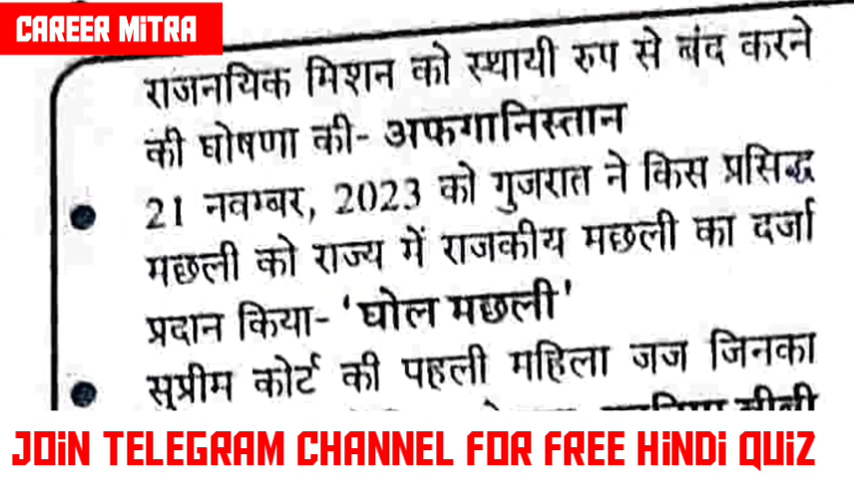 CAREER MITRA
राजनयिक मिशन को स्थायी रुप से बंद करने
की घोषणा की- अफगानिस्तान
● 21 नवम्बर, 2023 को गुजरात ने किस प्रसिद्ध
मछली को राज्य में राजकीय मछली का दर्जा
प्रदान किया- 'घोल मछली'
● सुप्रीम कोर्ट की पहली महिला जज जिनका
JOIN TELEGRAM CHANNEL FOR FREE HINDI QUIZ